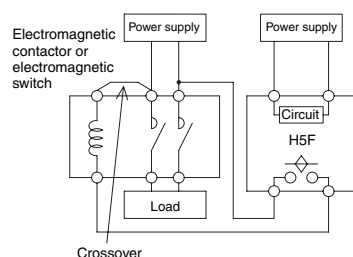 Power supply
Power supply
Electromagnetic
contactor or
electromagnetic
switch
Circuit
H5F
Load
Crossover